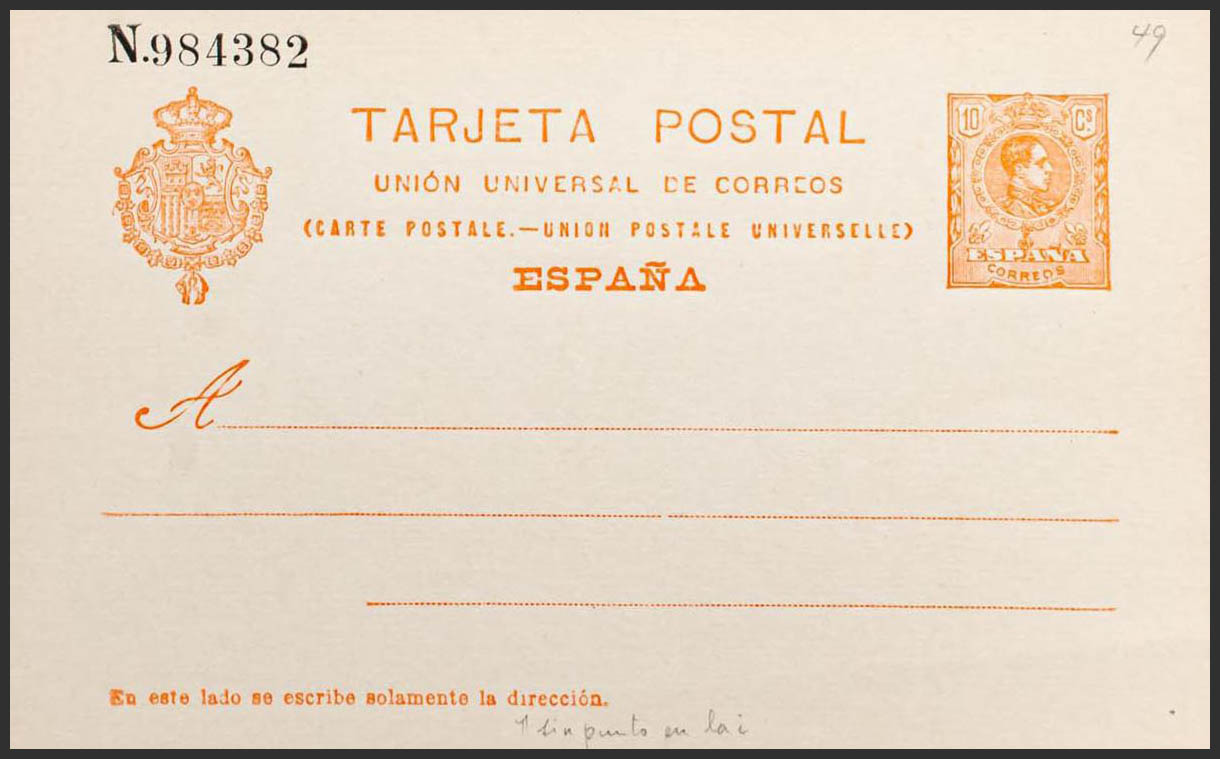 N.984382
49
TARJETA POSTAL
10 Cs.
UNIÓN UNIVERSAL DE CORREOS
(CARTE POSTALE.—UNION POSTALE UNIVERSELLE)
ESPAÑA
ESPAÑA
CORREOS
A
En este lado se escribe solamente la dirección.
↑ sin punto en la i